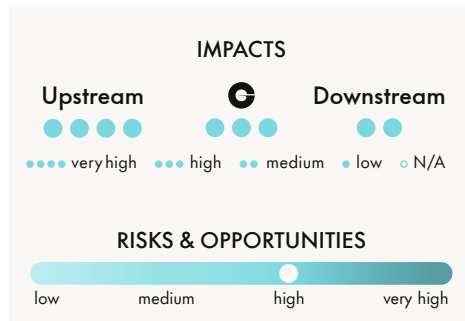 IMPACTS
Upstream Downstream
very high high medium low N/A
RISKS & OPPORTUNITIES
low medium high very high